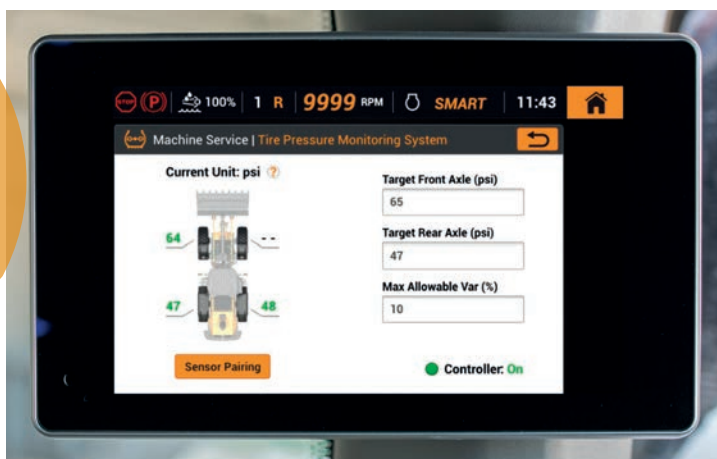 STOP (P) 100% 1 R 9999 RPM SMART 11:43
Machine Service | Tire Pressure Monitoring System
Current Unit: psi ?
Target Front Axle (psi)
65
64 --
Target Rear Axle (psi)
47
Max Allowable Var (%)
47 48
10
Sensor Pairing
Controller: On